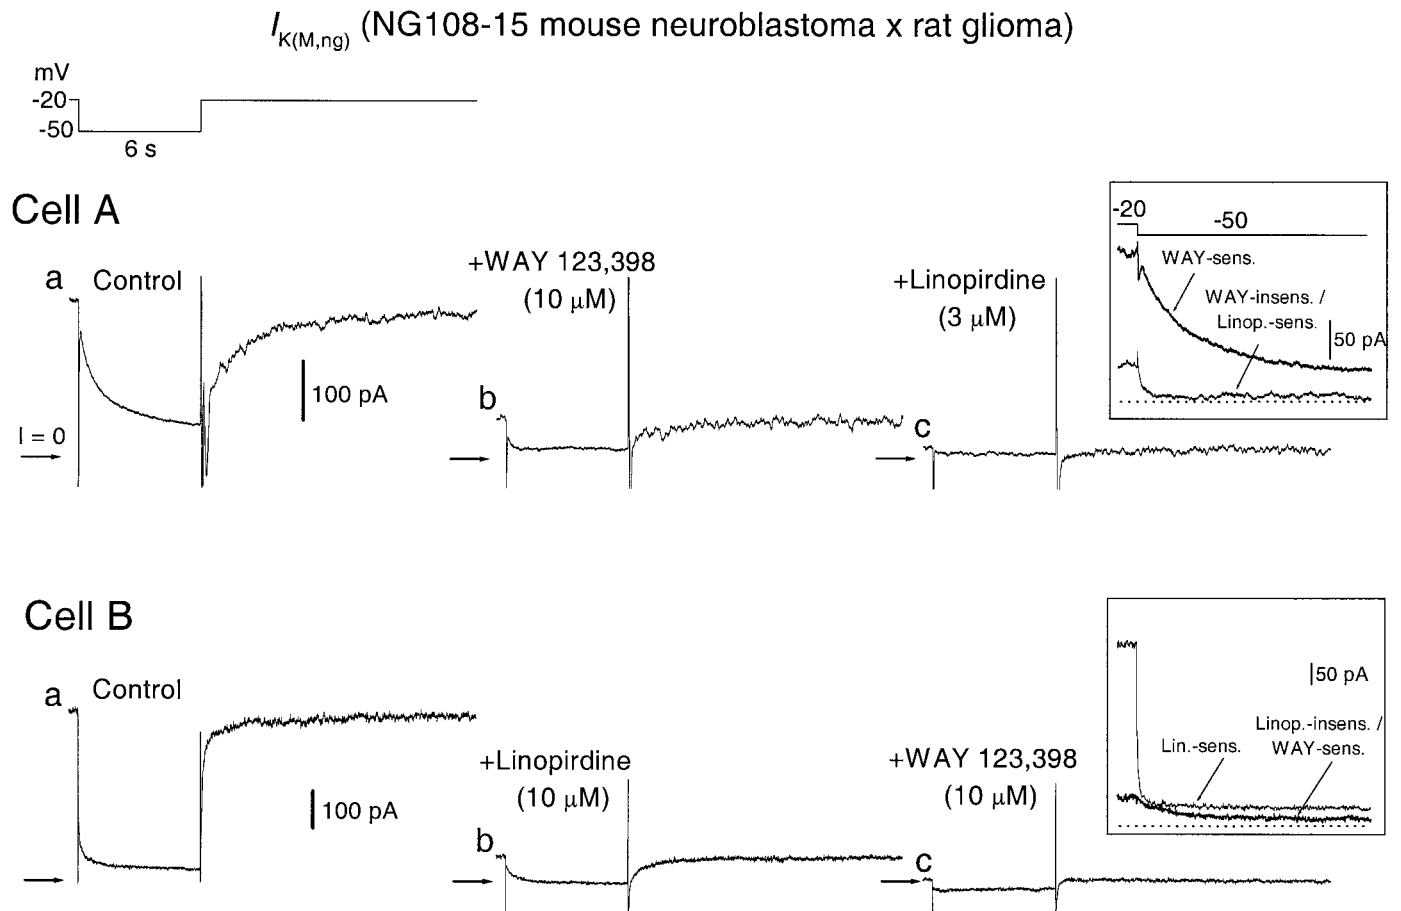 I K(M,ng) (NG108-15 mouse neuroblastoma x rat glioma)
mV
-20
-50
6 s
Cell A
a
Control
I = 0
100 pA
+WAY 123,398
(10 μM)
b
+Linopirdine
(3 μM)
c
-20
-50
WAY-sens.
WAY-insens. /
Linop.-sens.
50 pA
Cell B
a
Control
100 pA
+Linopirdine
(10 μM)
b
+WAY 123,398
(10 μM)
c
50 pA
Lin.-sens.
Linop.-insens. /
WAY-sens.